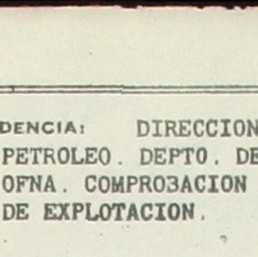 DENCIA: DIRECCION
PETROLEO. DEPTO. DE
OFNA. COMPROBACION
DE EXPLOTACION.